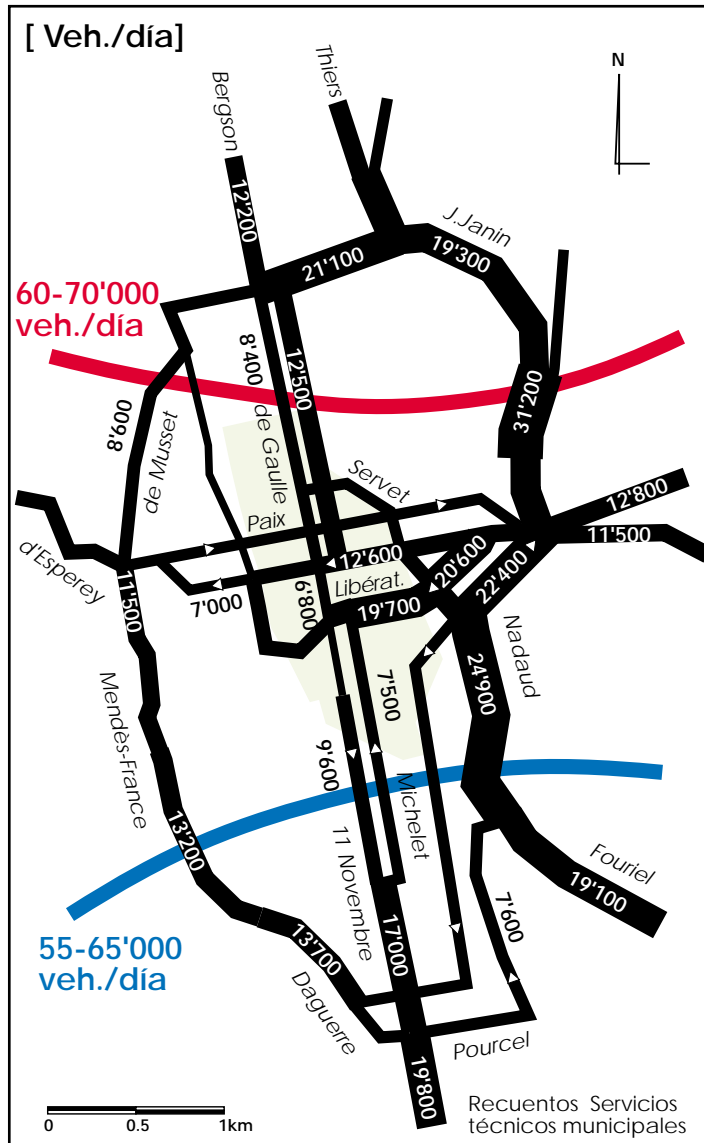 [ Veh./día]
N
Thiers
Bergson
12'200
J.Janin
19'300
21'100
60-70'000
veh./día
8'400
12'500
31'200
8'600
de Musset
de Gaulle
Servet
12'800
Paix
11'500
d'Esperey
12'600
20'600
22'400
11'500
7'000
6'800
Libérat.
19'700
Nadaud
24'900
7'500
Mendès-France
9'600
Michelet
13'200
11 Novembre
Fouriel
19'100
7'600
55-65'000
veh./día
13'700
17'000
Daguerre
Pourcel
19'800
0 0.5 1km
Recuentos Servicios
técnicos municipales